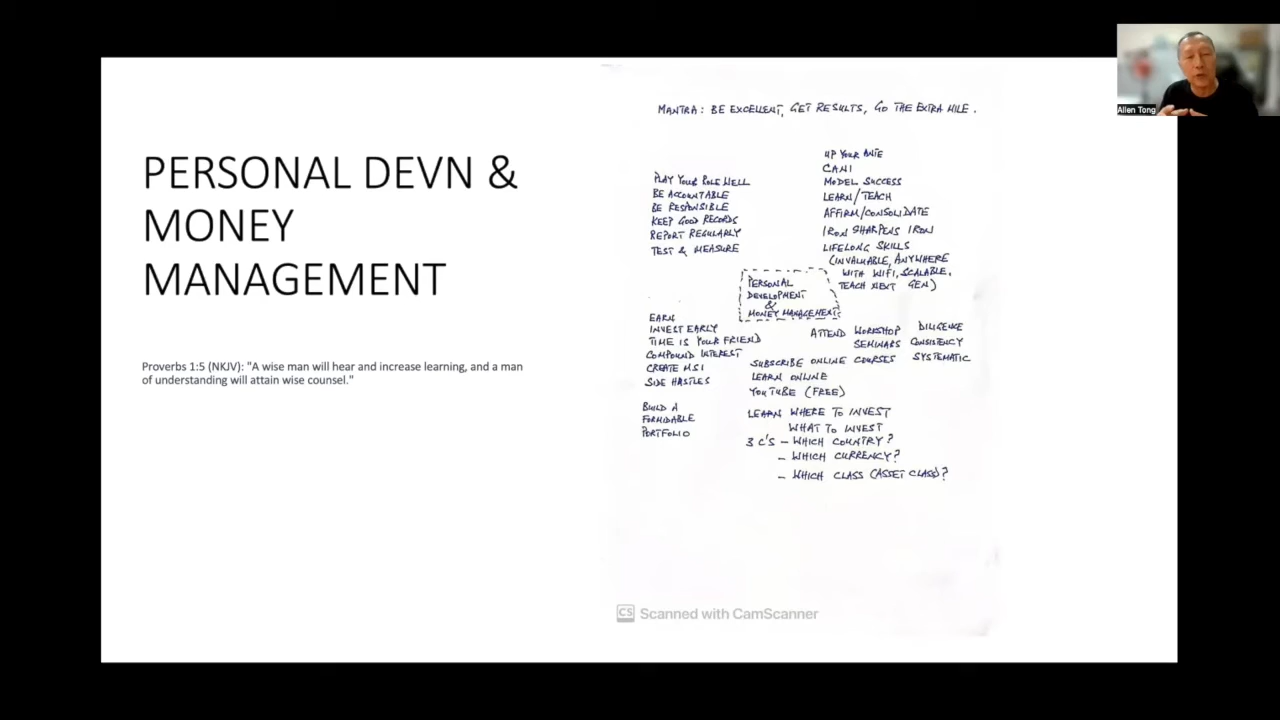 PERSONAL DEVN &
MONEY
MANAGEMENT
Proverbs 1:5 (NKJV): "A wise man will hear and increase learning, and a man
of understanding will attain wise counsel."
MANTRA: BE EXCELLENT, GET RESULTS, GO THE EXTRA MILE.
PLAY YOUR ROLE WELL
BE ACCOUNTABLE
BE RESPONSIBLE
KEEP GOOD RECORDS
REPORT REGULARLY
TEST & MEASURE
UP YOUR ANTE
CANI
MODEL SUCCESS
LEARN/TEACH
AFFIRM/CONSOLIDATE
IRON SHARPENS IRON
LIFELONG SKILLS
(INVALUABLE, ANYWHERE
WITH WIFI, SCALABLE,
TEACH NEXT GEN)
PERSONAL
DEVELOPMENT
&
MONEY MANAGEMENT
EARN
INVEST EARLY
TIME IS YOUR FRIEND
COMPOUND INTEREST
CREATE MSI
SIDE HASTLES
BUILD A
FORMIDABLE
PORTFOLIO
ATTEND WORKSHOP
SEMINARS
SUBSCRIBE ONLINE COURSES
LEARN ONLINE
YOUTUBE (FREE)
DILIGENCE
CONSISTENCY
SYSTEMATIC
LEARN WHERE TO INVEST
WHAT TO INVEST
3 C'S - WHICH COUNTRY?
- WHICH CURRENCY?
- WHICH CLASS (ASSET CLASS)?
CS Scanned with CamScanner
Allen Tong